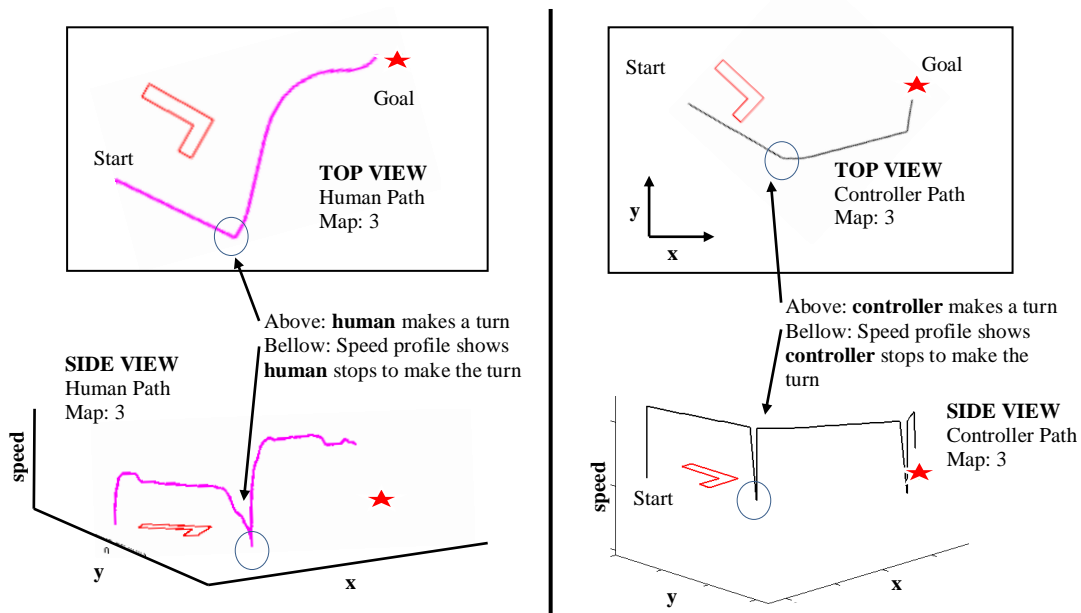 Start
Goal
TOP VIEW
Human Path
Map: 3
Above: human makes a turn
Bellow: Speed profile shows
human stops to make the turn
SIDE VIEW
Human Path
Map: 3
speed
0
y
x
Start
Goal
TOP VIEW
Controller Path
Map: 3
y
x
Above: controller makes a turn
Bellow: Speed profile shows
controller stops to make the
turn
SIDE VIEW
Controller Path
Map: 3
speed
Start
y
x